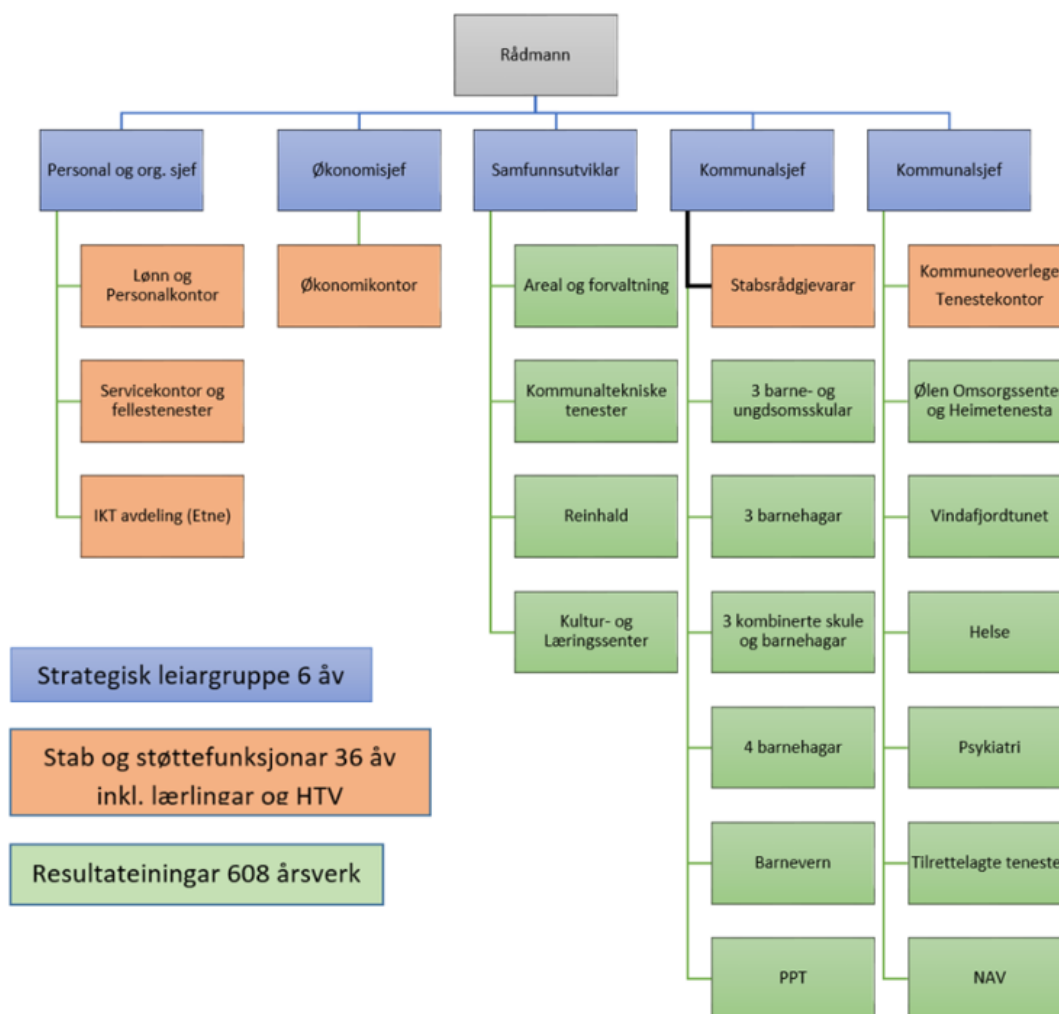 Rådmann
Personal og org. sjef
Økonomisjef
Samfunnsutviklar
Kommunalsjef
Kommunalsjef
Lønn og
Personalkontor
Økonomikontor
Areal og forvaltning
Stabsrådgjevarar
Kommuneoverlege
Tenestekontor
Servicekontor og
fellestenester
Kommunaltekniske
tenester
3 barne- og
ungdsomsskular
Ølen Omsorgssente
og Heimetenesta
IKT avdeling (Etne)
Reinhald
3 barnehagar
Vindafjordtunet
Kultur- og
Læringssenter
3 kombinerte skule
og barnehagar
Helse
Strategisk leiargruppe 6 åv
4 barnehagar
Psykiatri
Stab og støttefunksjonar 36 åv
inkl. lærlingar og HTV
Barnevern
Tilrettelagte teneste
Resultateiningar 608 årsverk
PPT
NAV